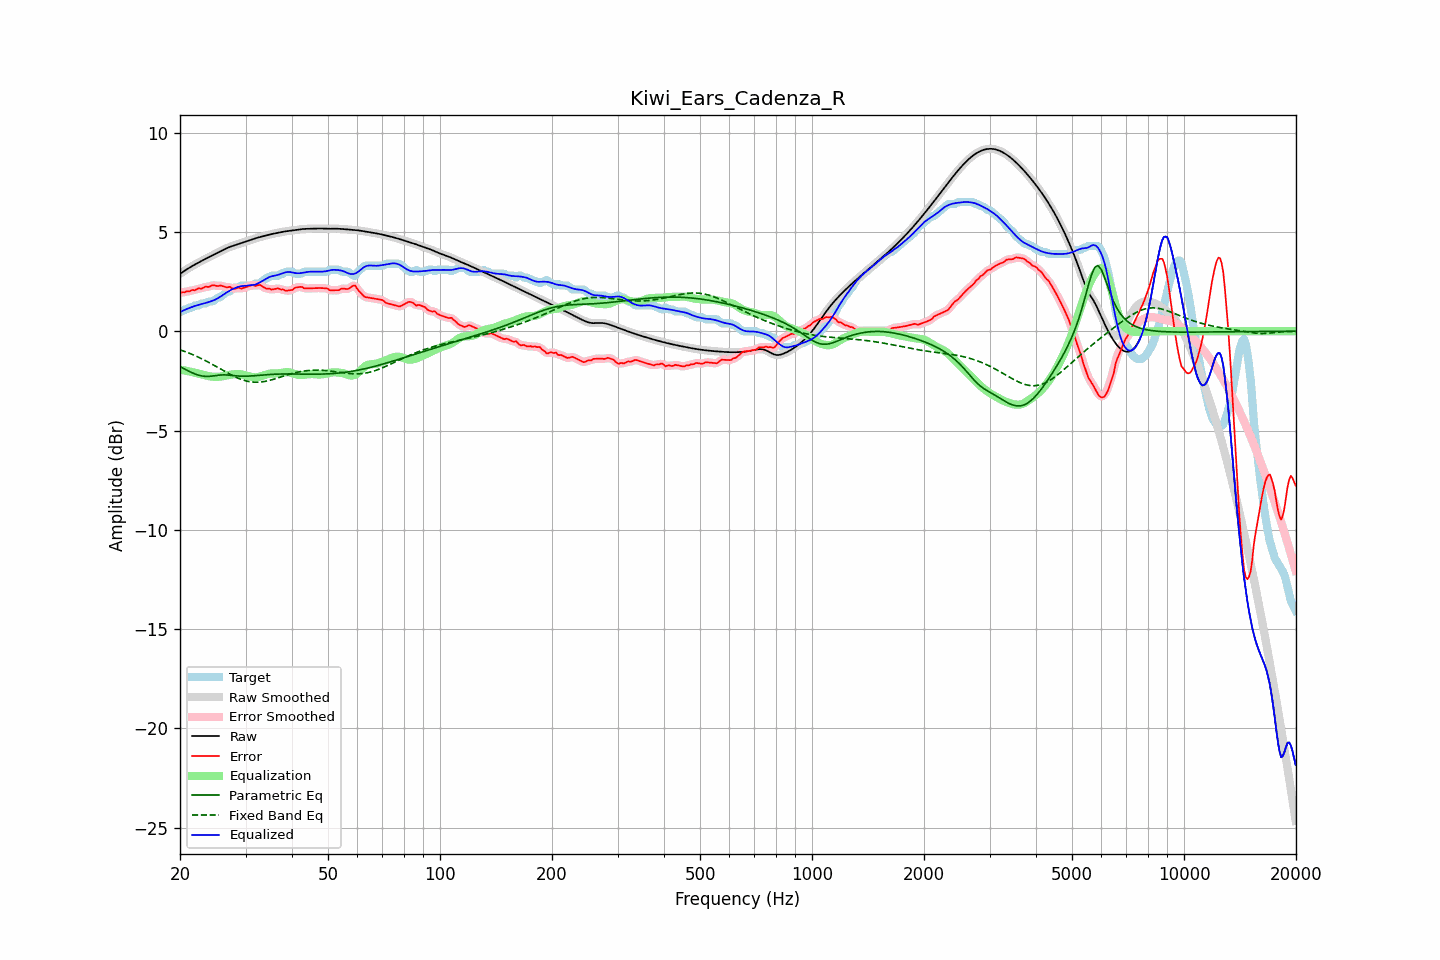 Kiwi_Ears_Cadenza_R
10
5
0
−5
−10
−15
−20
−25
Amplitude (dBr)
Target
Raw Smoothed
Error Smoothed
Raw
Error
Equalization
Parametric Eq
Fixed Band Eq
Equalized
20 50 100 200 500 1000 2000 5000 10000 20000
Frequency (Hz)